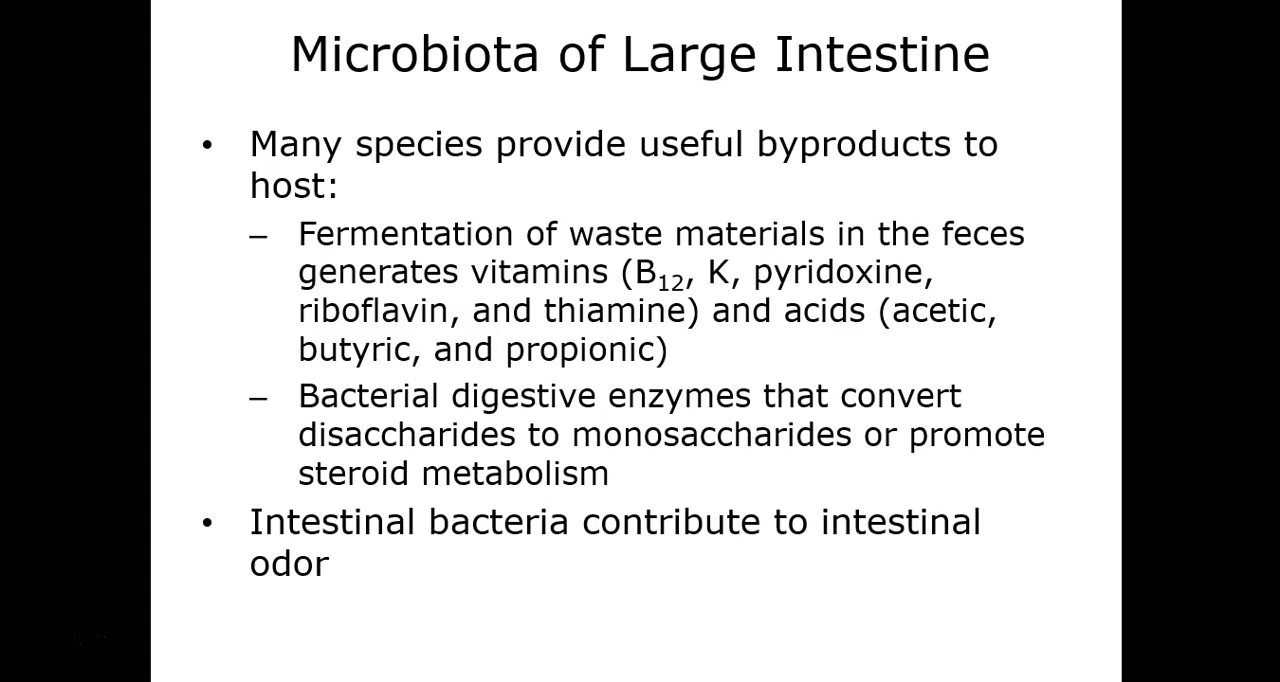 Microbiota of Large Intestine
• Many species provide useful byproducts to
host:
– Fermentation of waste materials in the feces
generates vitamins (B₁₂, K, pyridoxine,
riboflavin, and thiamine) and acids (acetic,
butyric, and propionic)
– Bacterial digestive enzymes that convert
disaccharides to monosaccharides or promote
steroid metabolism
• Intestinal bacteria contribute to intestinal
odor